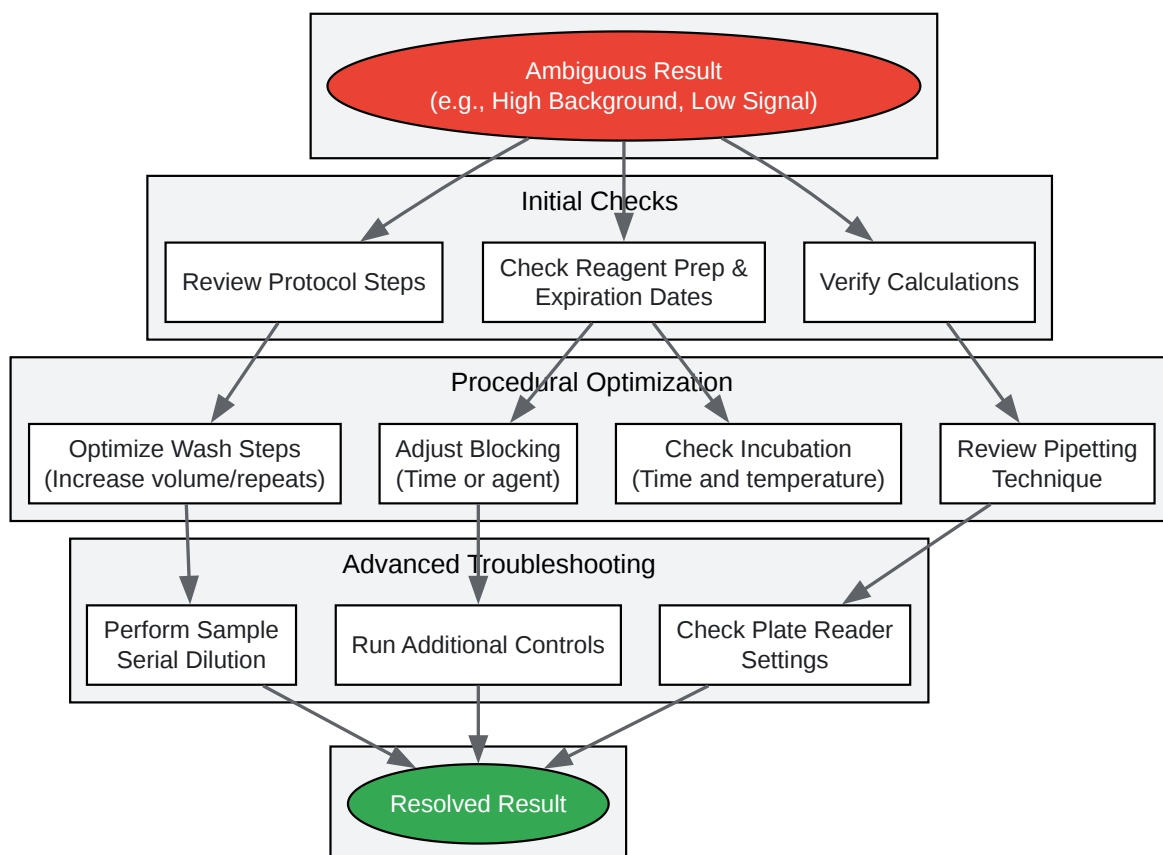 Ambiguous Result
(e.g., High Background, Low Signal)
Initial Checks
Review Protocol Steps
Check Reagent Prep &
Expiration Dates
Verify Calculations
Procedural Optimization
Optimize Wash Steps
(Increase volume/repeats)
Adjust Blocking
(Time or agent)
Check Incubation
(Time and temperature)
Review Pipetting
Technique
Advanced Troubleshooting
Perform Sample
Serial Dilution
Run Additional Controls
Check Plate Reader
Settings
Resolved Result